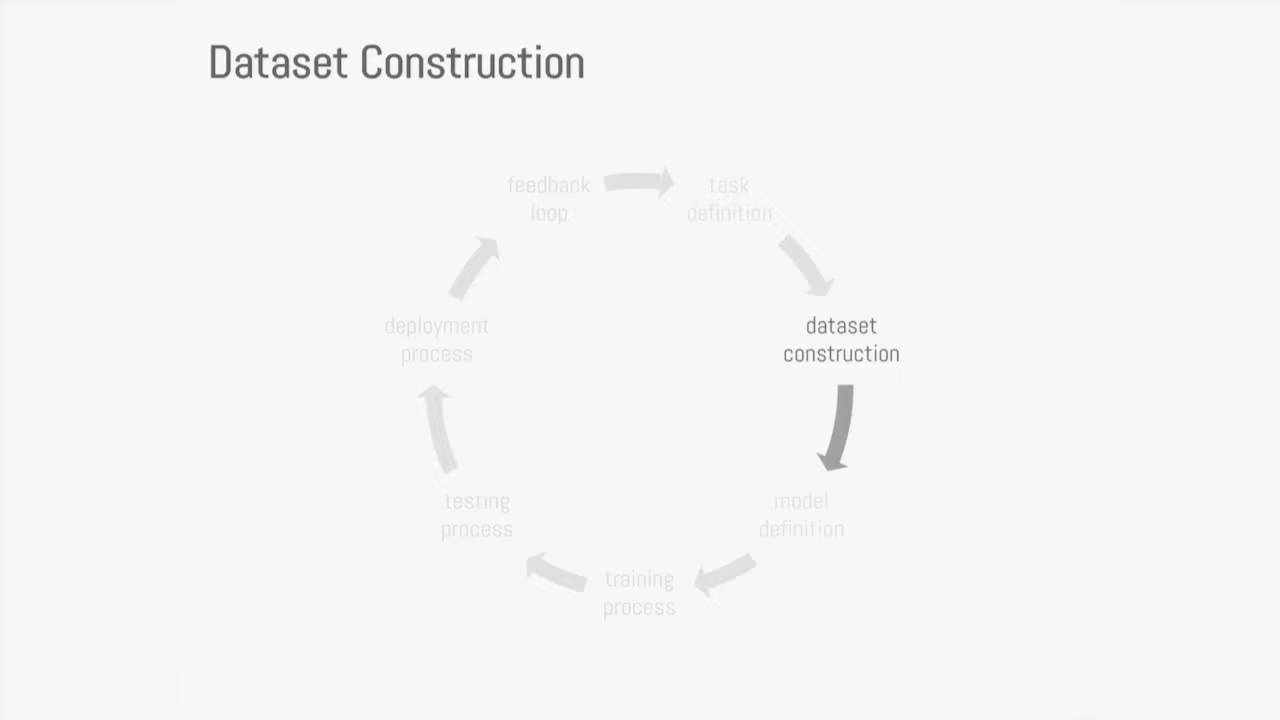 Dataset Construction
feedback
loop
task
definition
dataset
construction
model
definition
training
process
testing
process
deployment
process